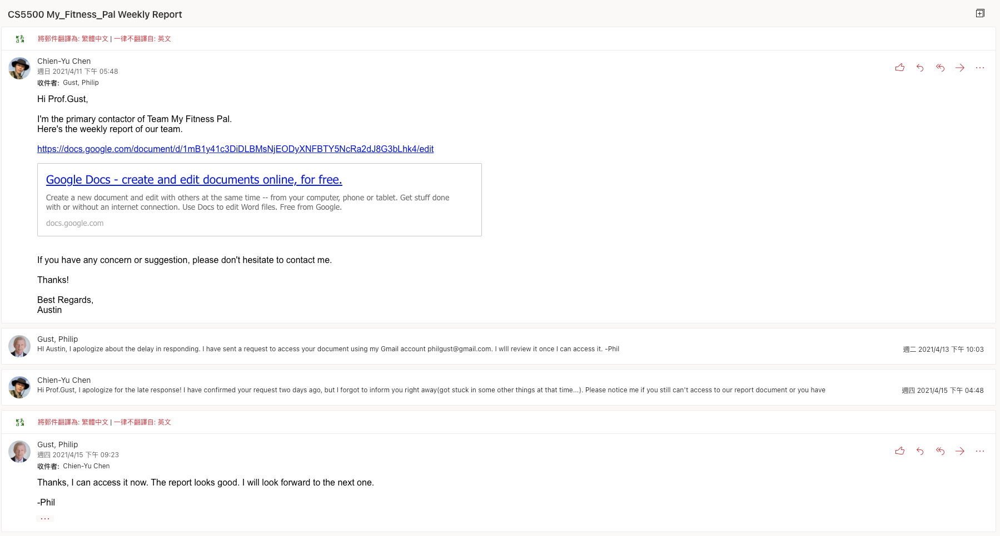 CS5500 My_Fitness_Pal Weekly Report
將郵件翻譯為: 繁體中文 | 一律不翻譯自: 英文
Chien-Yu Chen
週日 2021/4/11 下午 05:48
收件者: Gust, Philip
Hi Prof.Gust,
I'm the primary contactor of Team My Fitness Pal.
Here's the weekly report of our team.
https://docs.google.com/document/d/1mB1y41c3DiDLBMsNjEODyXNFBTY5NcRa2dJ8G3bLhk4/edit
Google Docs - create and edit documents online, for free.
Create a new document and edit with others at the same time -- from your computer, phone or tablet. Get stuff done
with or without an internet connection. Use Docs to edit Word files. Free from Google.
docs.google.com
If you have any concern or suggestion, please don't hesitate to contact me.
Thanks!
Best Regards,
Austin
Gust, Philip
HI Austin, I apologize about the delay in responding. I have sent a request to access your document using my Gmail account philgust@gmail.com. I wIll review it once I can access it. -Phil
週二 2021/4/13 下午 10:03
Chien-Yu Chen
Hi Prof.Gust, I apologize for the late response! I have confirmed your request two days ago, but I forgot to inform you right away(got stuck in some other things at that time...). Please notice me if you still can't access to our report document or you have
週四 2021/4/15 下午 04:48
將郵件翻譯為: 繁體中文 | 一律不翻譯自: 英文
Gust, Philip
週四 2021/4/15 下午 09:23
收件者: Chien-Yu Chen
Thanks, I can access it now. The report looks good. I will look forward to the next one.
-Phil